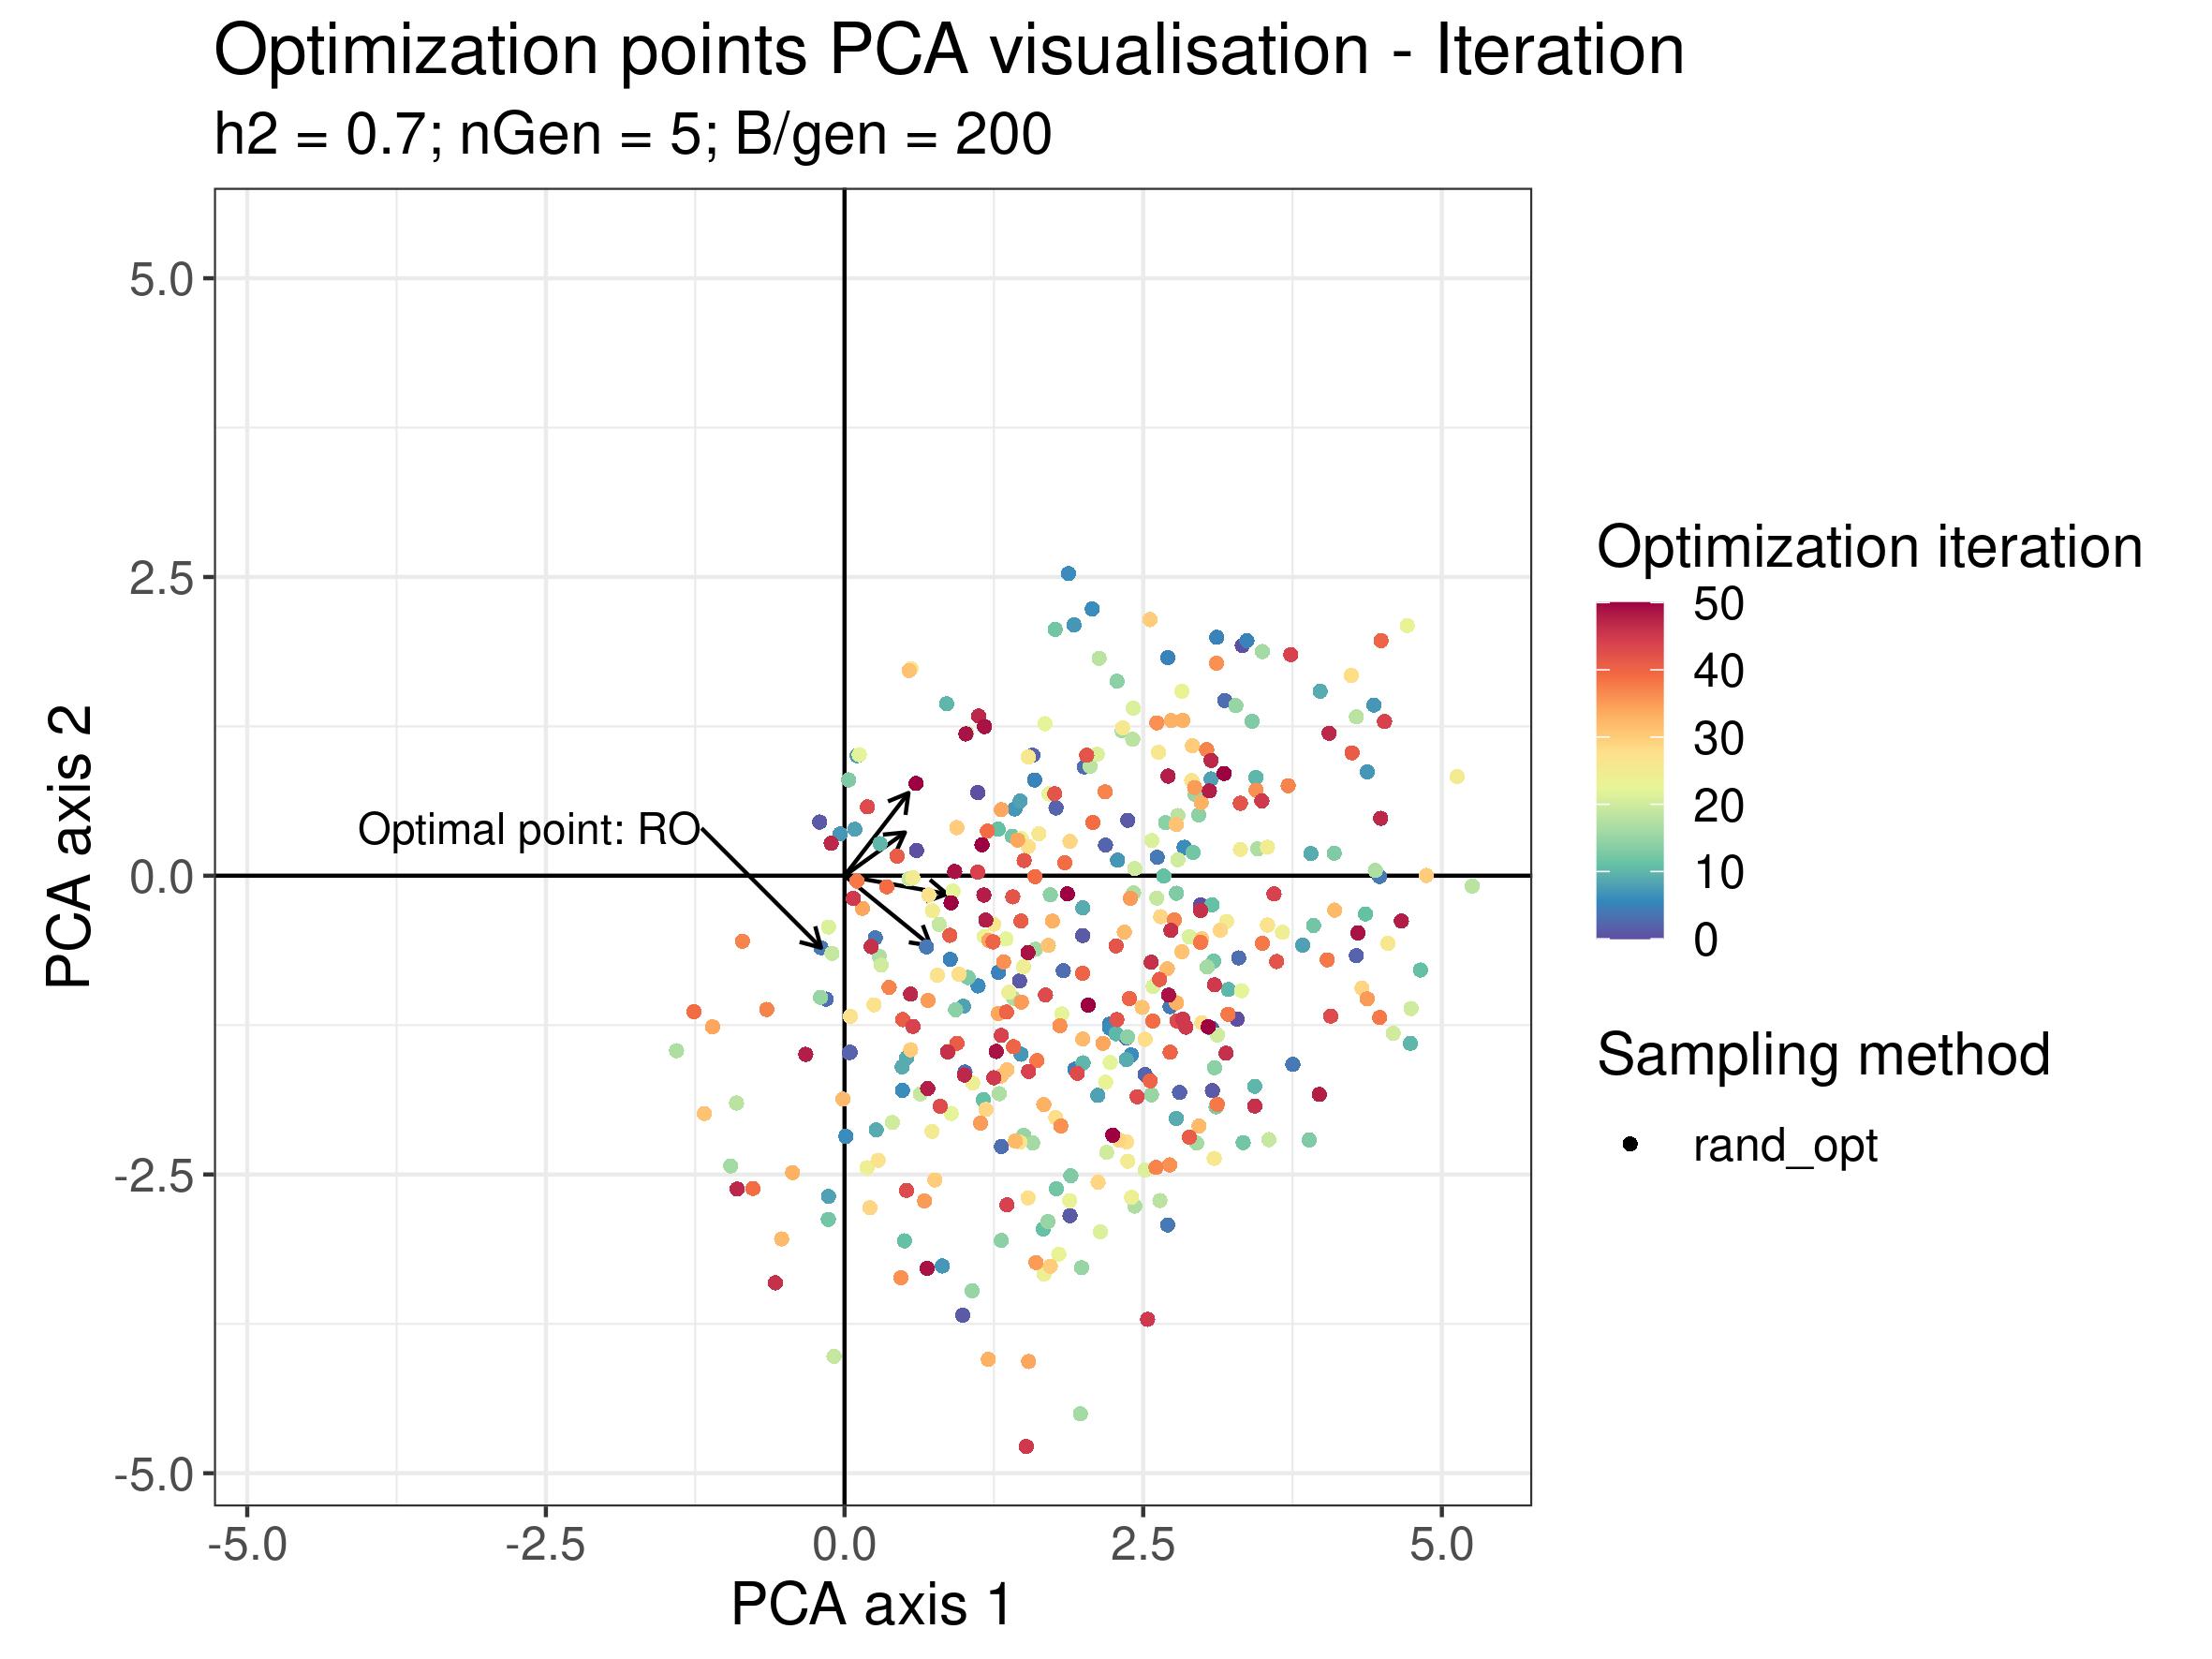 Optimization points PCA visualisation - Iteration
h2 = 0.7; nGen = 5; B/gen = 200
5.0
2.5
0.0
-2.5
-5.0
PCA axis 2
Optimal point: RO
-5.0
-2.5
0.0
2.5
5.0
PCA axis 1
Optimization iteration
50
40
30
20
10
0
Sampling method
rand_opt